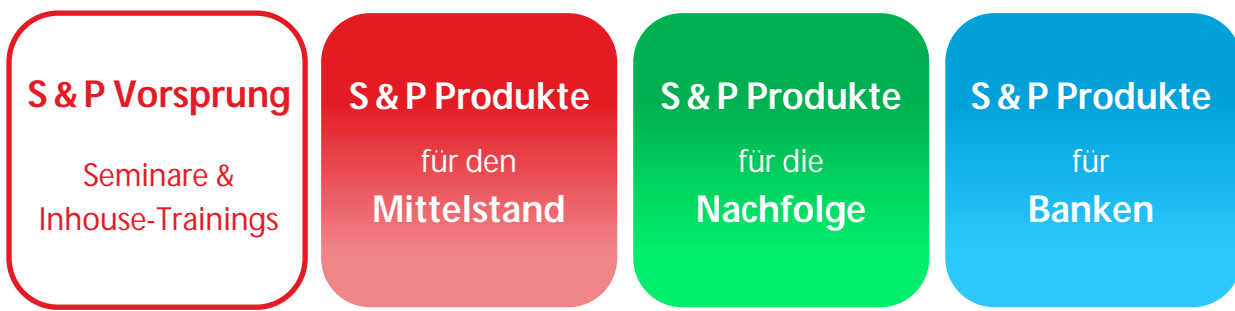 S & P Vorsprung
Seminare &
Inhouse-Trainings
S & P Produkte
für den
Mittelstand
S & P Produkte
für die
Nachfolge
S & P Produkte
für
Banken